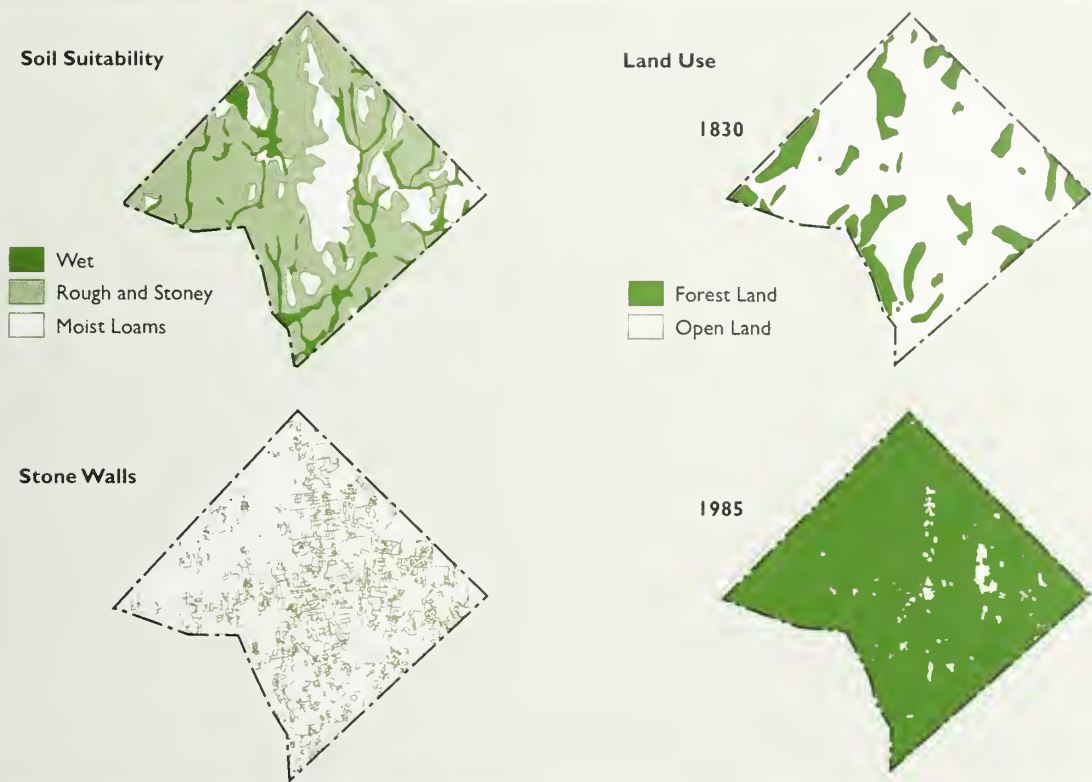 Soil Suitability
Wet
Rough and Stoney
Moist Loams
Land Use
1830
Forest Land
Open Land
Stone Walls
1985